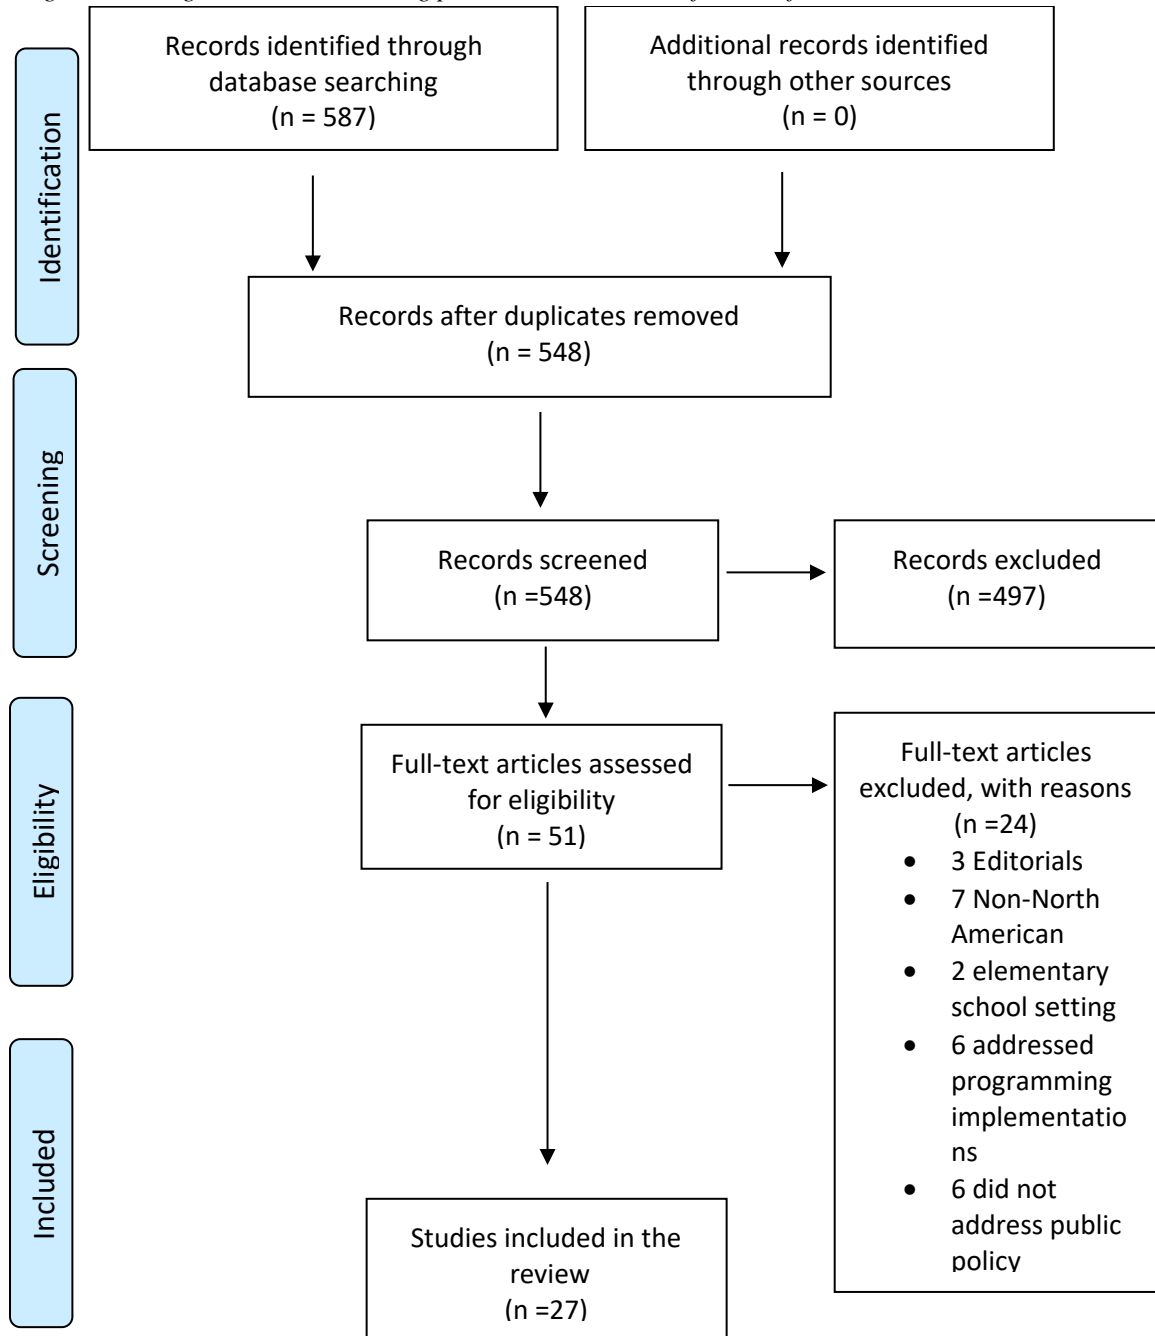 Records identified through
database searching
(n = 587)
Additional records identified
through other sources
(n = 0)
Identification
Records after duplicates removed
(n = 548)
Screening
Records screened
(n =548)
Records excluded
(n =497)
Eligibility
Full-text articles assessed
for eligibility
(n = 51)
Full-text articles
excluded, with reasons
(n =24)
• 3 Editorials
• 7 Non-North
American
• 2 elementary
school setting
• 6 addressed
programming
implementatio
ns
• 6 did not
address public
policy
Included
Studies included in the
review
(n =27)